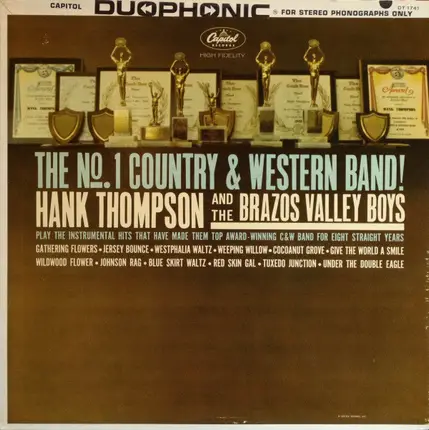 CAPITOL DUOPHONIC FOR STEREO PHONOGRAPHS ONLY DT 1741
Capitol
RECORDS
HIGH FIDELITY
THE NO. 1 COUNTRY & WESTERN BAND!
HANK THOMPSON AND THE BRAZOS VALLEY BOYS
PLAY THE INSTRUMENTAL HITS THAT HAVE MADE THEM TOP AWARD-WINNING C&W BAND FOR EIGHT STRAIGHT YEARS
GATHERING FLOWERS • JERSEY BOUNCE • WESTPHALIA WALTZ • WEEPING WILLOW • COCOANUT GROVE • GIVE THE WORLD A SMILE
WILDWOOD FLOWER • JOHNSON RAG • BLUE SKIRT WALTZ • RED SKIN GAL • TUXEDO JUNCTION • UNDER THE DOUBLE EAGLE